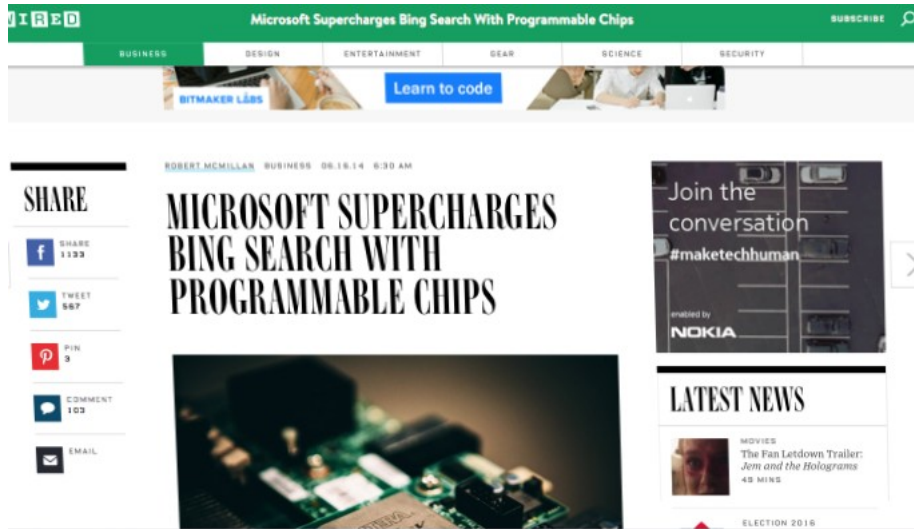 WIRED
Microsoft Supercharges Bing Search With Programmable Chips
SUBSCRIBE
BUSINESS DESIGN ENTERTAINMENT GEAR SCIENCE SECURITY
BITMAKER LABS
Learn to code
ROBERT MCMILLAN BUSINESS 06.16.14 6:30 AM
MICROSOFT SUPERCHARGES
BING SEARCH WITH
PROGRAMMABLE CHIPS
SHARE
SHARE
1133
TWEET
567
PIN
3
COMMENT
103
EMAIL
Join the
conversation
#maketechhuman
enabled by
NOKIA
LATEST NEWS
MOVIES
The Fan Letdown Trailer:
Jem and the Holograms
49 MINS
ELECTION 2016